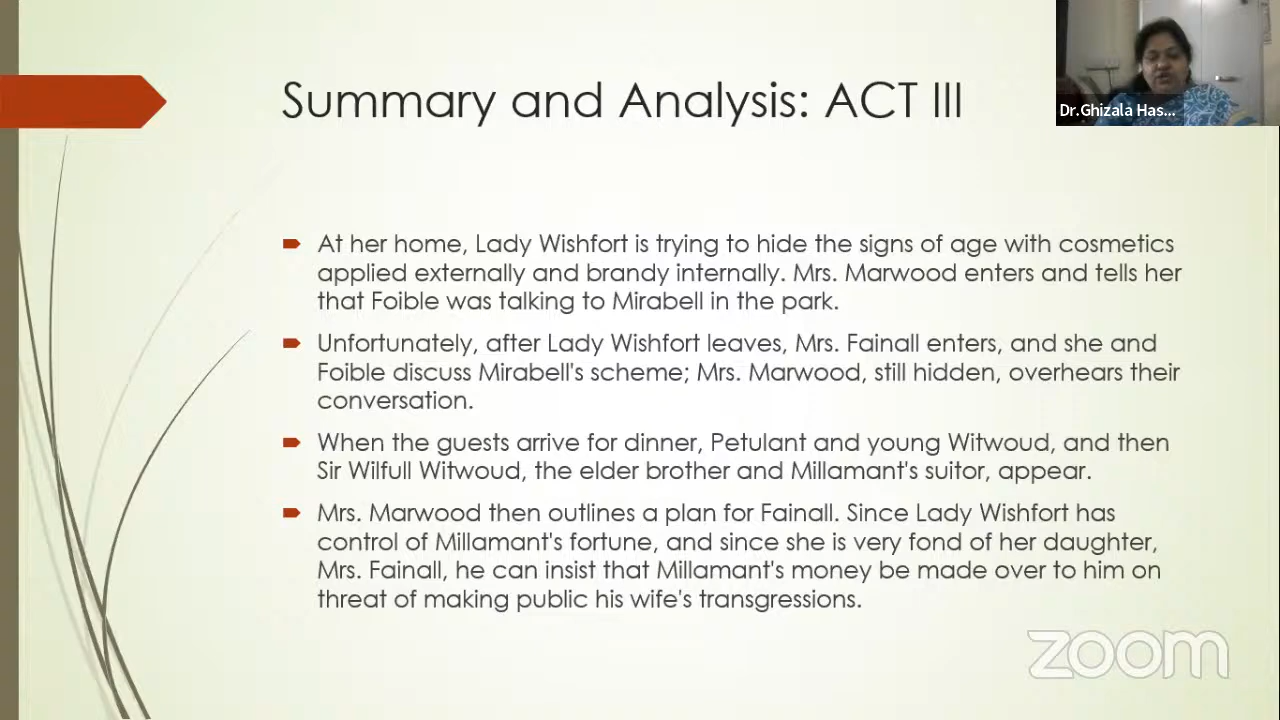 Summary and Analysis: ACT III
Dr.Ghizala Has...
At her home, Lady Wishfort is trying to hide the signs of age with cosmetics
applied externally and brandy internally. Mrs. Marwood enters and tells her
that Foible was talking to Mirabell in the park.
Unfortunately, after Lady Wishfort leaves, Mrs. Fainall enters, and she and
Foible discuss Mirabell's scheme; Mrs. Marwood, still hidden, overhears their
conversation.
When the guests arrive for dinner, Petulant and young Witwoud, and then
Sir Wilfull Witwoud, the elder brother and Millamant's suitor, appear.
Mrs. Marwood then outlines a plan for Fainall. Since Lady Wishfort has
control of Millamant's fortune, and since she is very fond of her daughter,
Mrs. Fainall, he can insist that Millamant's money be made over to him on
threat of making public his wife's transgressions.
zoom